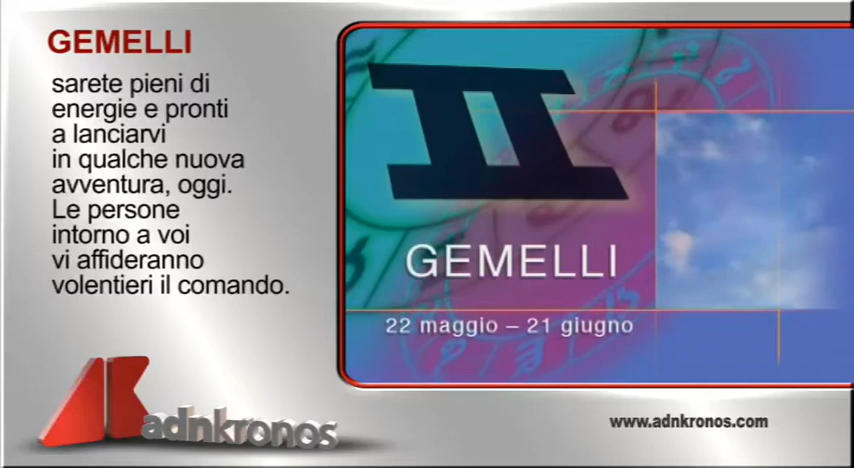 GEMELLI
sarete pieni di
energie e pronti
a lanciarvi
in qualche nuova
avventura, oggi.
Le persone
intorno a voi
vi affideranno
volentieri il comando.
GEMELLI
22 maggio – 21 giugno
adnkronos
www.adnkronos.com